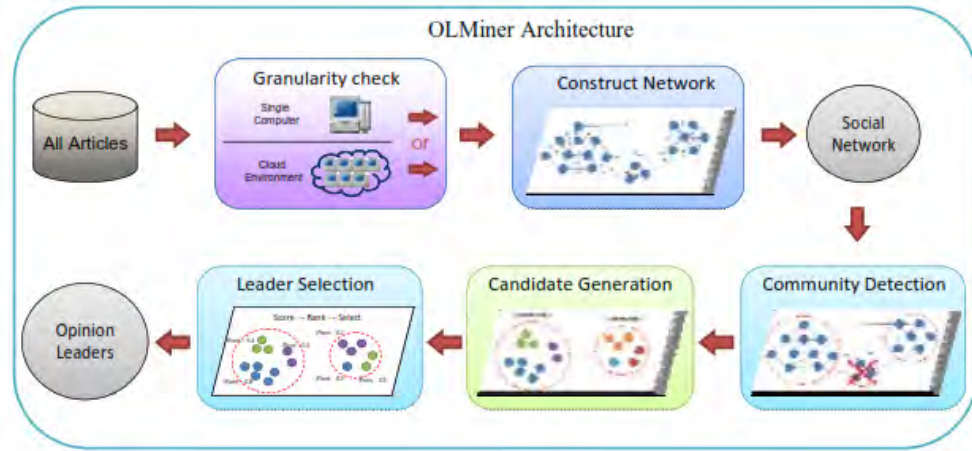 OLMiner Architecture
All Articles
Granularity check
Single
Computer
or
Cloud
Environment
Construct Network
Social
Network
Community Detection
Candidate Generation
Leader Selection
Score -- Rank -- Select
Opinion
Leaders